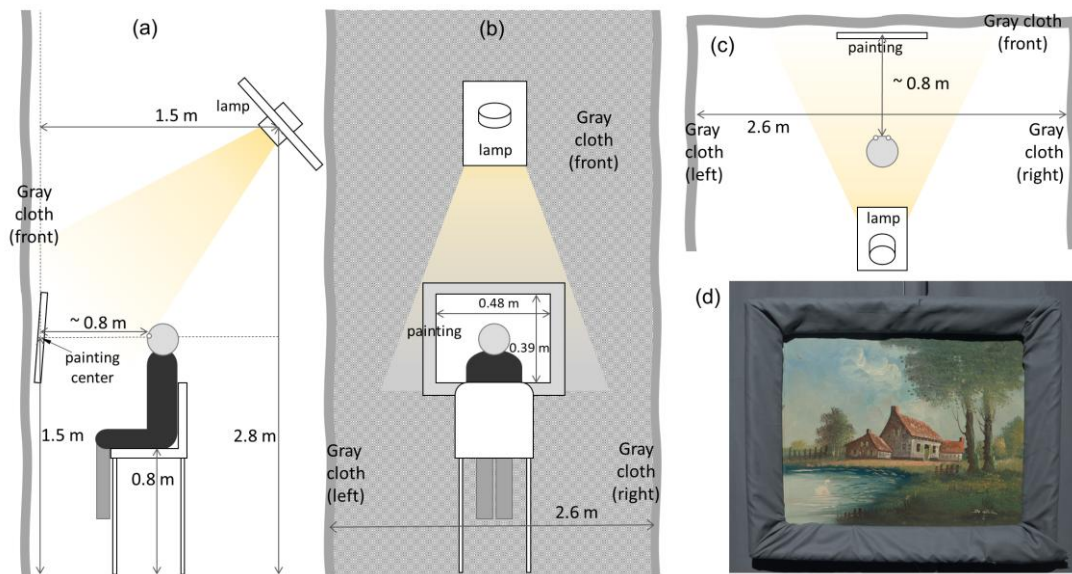 (a)
lamp
1.5 m
Gray
cloth
(front)
~ 0.8 m
painting
center
1.5 m
0.8 m
2.8 m
(b)
lamp
Gray
cloth
(front)
0.48 m
painting
0.39 m
Gray
cloth
(left)
Gray
cloth
(right)
2.6 m
(c)
Gray cloth
(front)
painting
~ 0.8 m
2.6 m
Gray
cloth
(left)
Gray
cloth
(right)
lamp
(d)